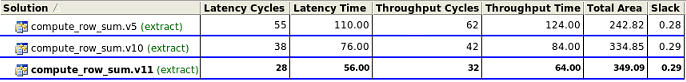 Solution Latency Cycles Latency Time Throughput Cycles Throughput Time Total Area Slack
compute_row_sum.v5 (extract) 55 110.00 62 124.00 242.82 0.28
compute_row_sum.v10 (extract) 38 76.00 42 84.00 334.85 0.29
compute_row_sum.v11 (extract) 28 56.00 32 64.00 349.09 0.29